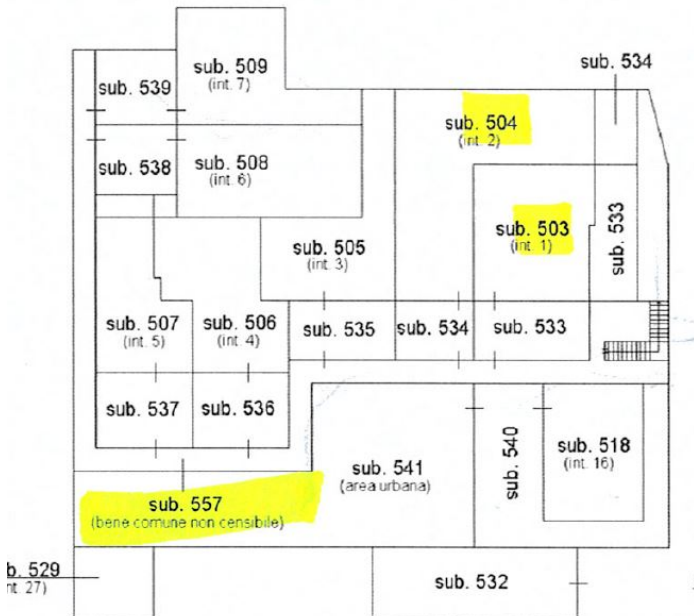 sub. 509
(int. 7)
sub. 534
sub. 539
sub. 504
(int. 2)
sub. 538
sub. 508
(int. 6)
sub. 503
(int. 1)
sub. 533
sub. 505
(int. 3)
sub. 507
(int. 5)
sub. 506
(int. 4)
sub. 535
sub. 534
sub. 533
sub. 537
sub. 536
sub. 540
sub. 518
(int. 16)
sub. 541
(area urbana)
sub. 557
(bene comune non censibile)
b. 529
nt. 27)
sub. 532